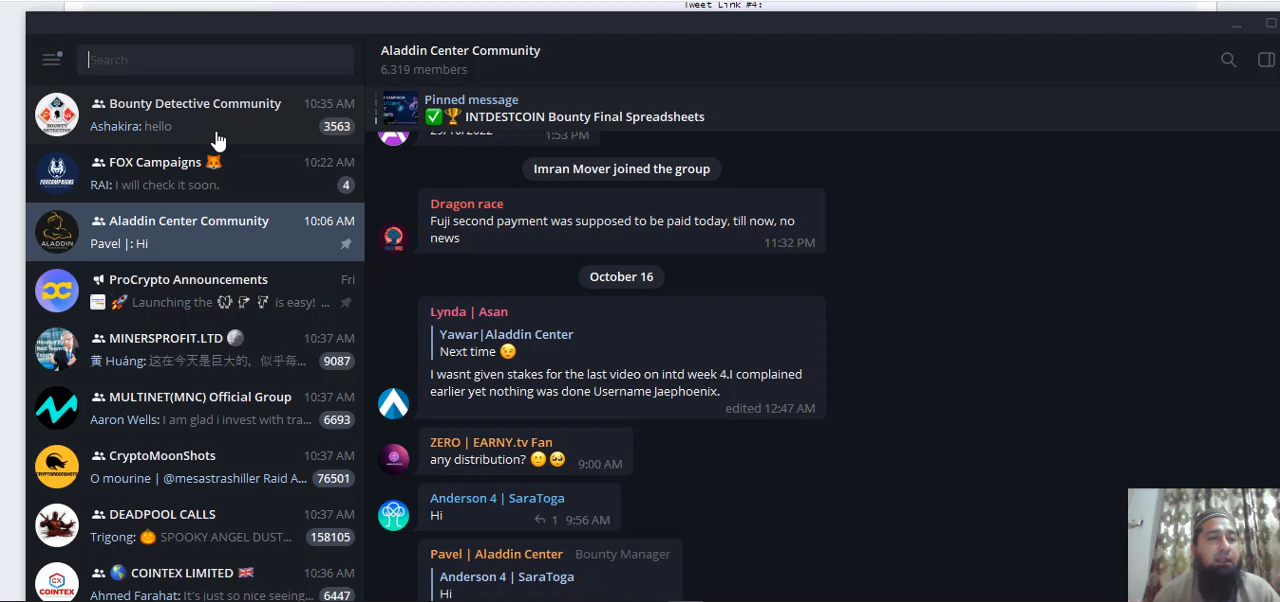 Tweet Link #4:
Search
Bounty Detective Community 10:35 AM
Ashakira: hello 3563
FOX Campaigns 🦊 10:22 AM
RAI: I will check it soon. 4
Aladdin Center Community 10:06 AM
Pavel |: Hi
ProCrypto Announcements Fri
🚀 Launching the is easy! ...
MINERSPROFIT.LTD 🌕 10:37 AM
黄 Huáng: 这在今天是巨大的，似乎每... 9087
MULTINET(MNC) Official Group 10:37 AM
Aaron Wells: I am glad i invest with tra... 6693
CryptoMoonShots 10:37 AM
O mourine | @mesastrashiller Raid A... 76501
DEADPOOL CALLS 10:37 AM
Trigong: 🎃 SPOOKY ANGEL DUST... 158105
🌎 COINTEX LIMITED 🇬🇧 10:36 AM
Ahmed Farahat: It's just so nice seeing... 6447
Aladdin Center Community
6,319 members
Pinned message
✅🏆 INTDESTCOIN Bounty Final Spreadsheets
1:53 PM
Imran Mover joined the group
Dragon race
Fuji second payment was supposed to be paid today, till now, no
news
11:32 PM
October 16
Lynda | Asan
Yawar|Aladdin Center
Next time 😉
I wasnt given stakes for the last video on intd week 4.I complained
earlier yet nothing was done Username Jaephoenix.
edited 12:47 AM
ZERO | EARNY.tv Fan
any distribution? 🙂🥺 9:00 AM
Anderson 4 | SaraToga
Hi
1 9:56 AM
Pavel | Aladdin Center Bounty Manager
Anderson 4 | SaraToga
Hi